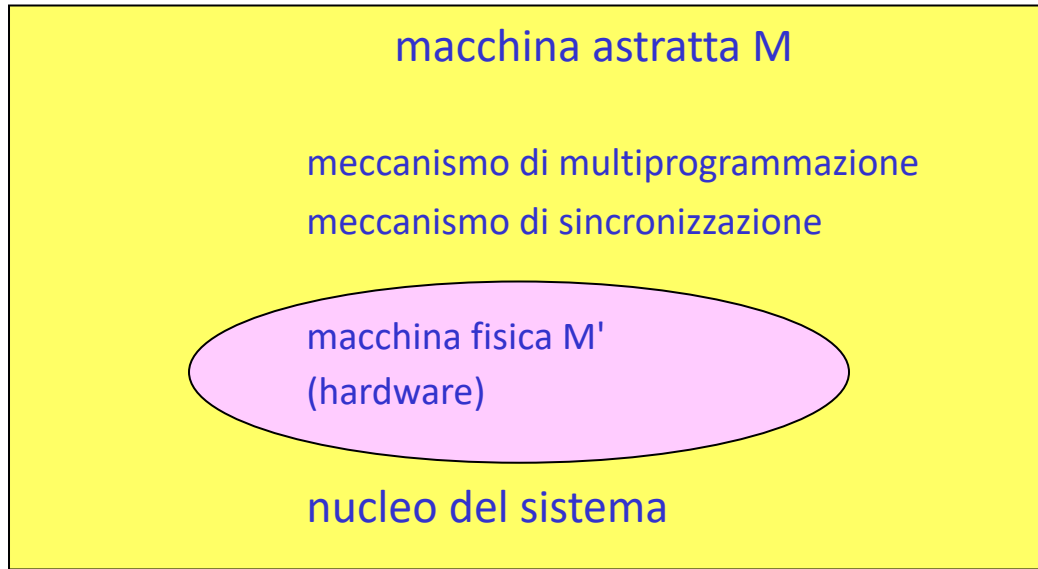 macchina astratta M
meccanismo di multiprogrammazione
meccanismo di sincronizzazione
macchina fisica M'
(hardware)
nucleo del sistema